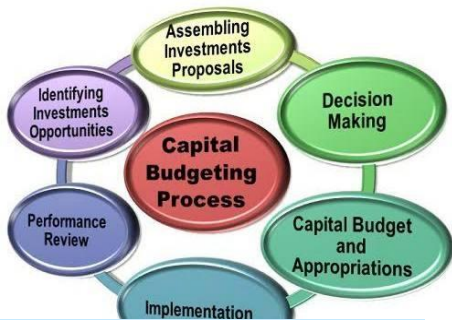 Assembling
Investments
Proposals
Identifying
Investments
Opportunities
Decision
Making
Capital
Budgeting
Process
Performance
Review
Capital Budget
and
Appropriations
Implementation